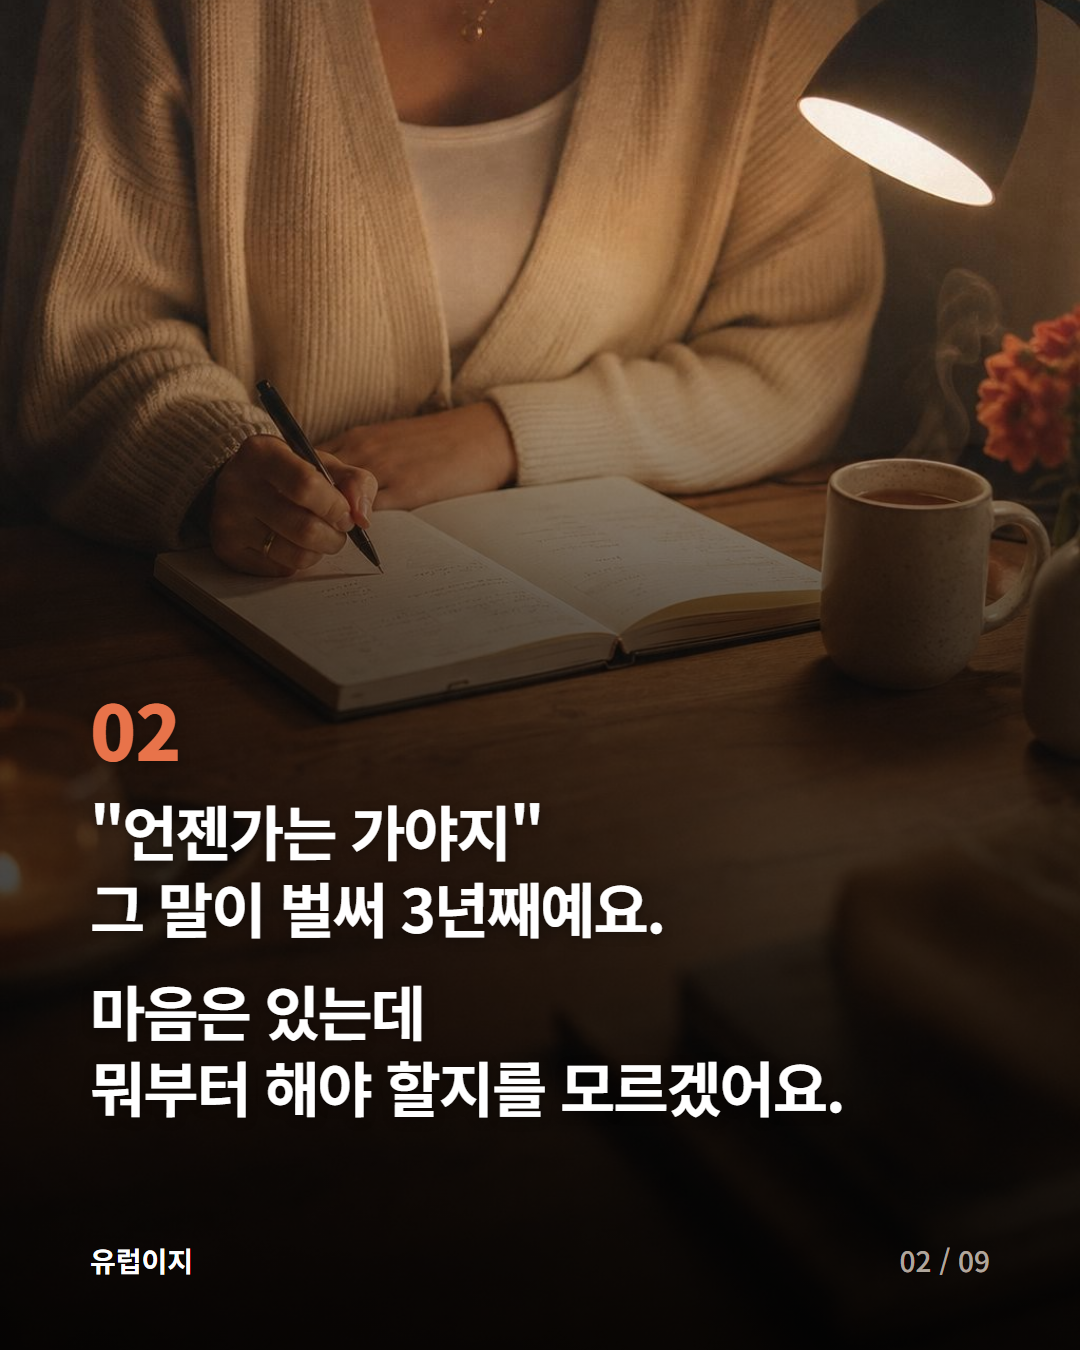 02
"언젠가는 가야지"
그 말이 벌써 3년째예요.
마음은 있는데
뭐부터 해야 할지를 모르겠어요.
유럽이지
02 / 09